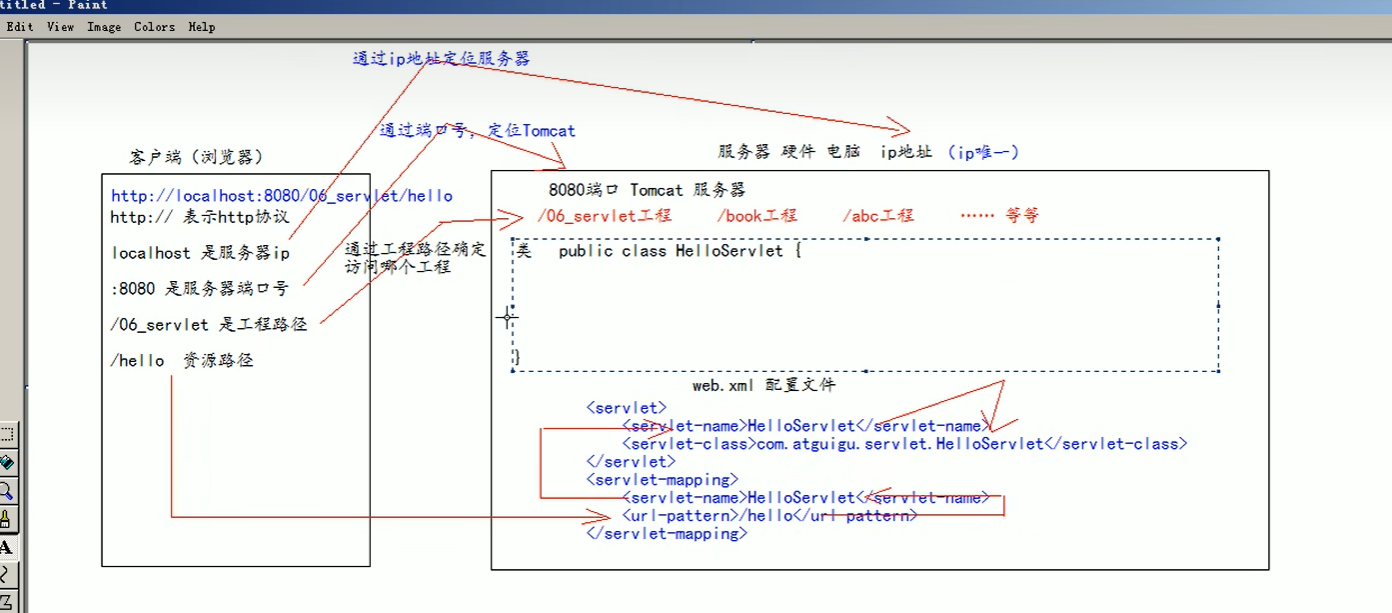 titled - Paint
Edit View Image Colors Help
通过ip地址定位服务器
通过端口号，定位Tomcat
客户端（浏览器）
服务器 硬件 电脑 ip地址 （ip唯一）
http://localhost:8080/06_servlet/hello
http:// 表示http协议
localhost 是服务器ip
:8080 是服务器端口号
/06_servlet 是工程路径
/hello 资源路径
通过工程路径确定
访问哪个工程
8080端口 Tomcat 服务器
/06_servlet工程 /book工程 /abc工程 …… 等等
类 public class HelloServlet {
}
web.xml 配置文件
<servlet>
<servlet-name>HelloServlet</servlet-name>
<servlet-class>com.atguigu.servlet.HelloServlet</servlet-class>
</servlet>
<servlet-mapping>
<servlet-name>HelloServlet</servlet-name>
<url-pattern>/hello</url-pattern>
</servlet-mapping>